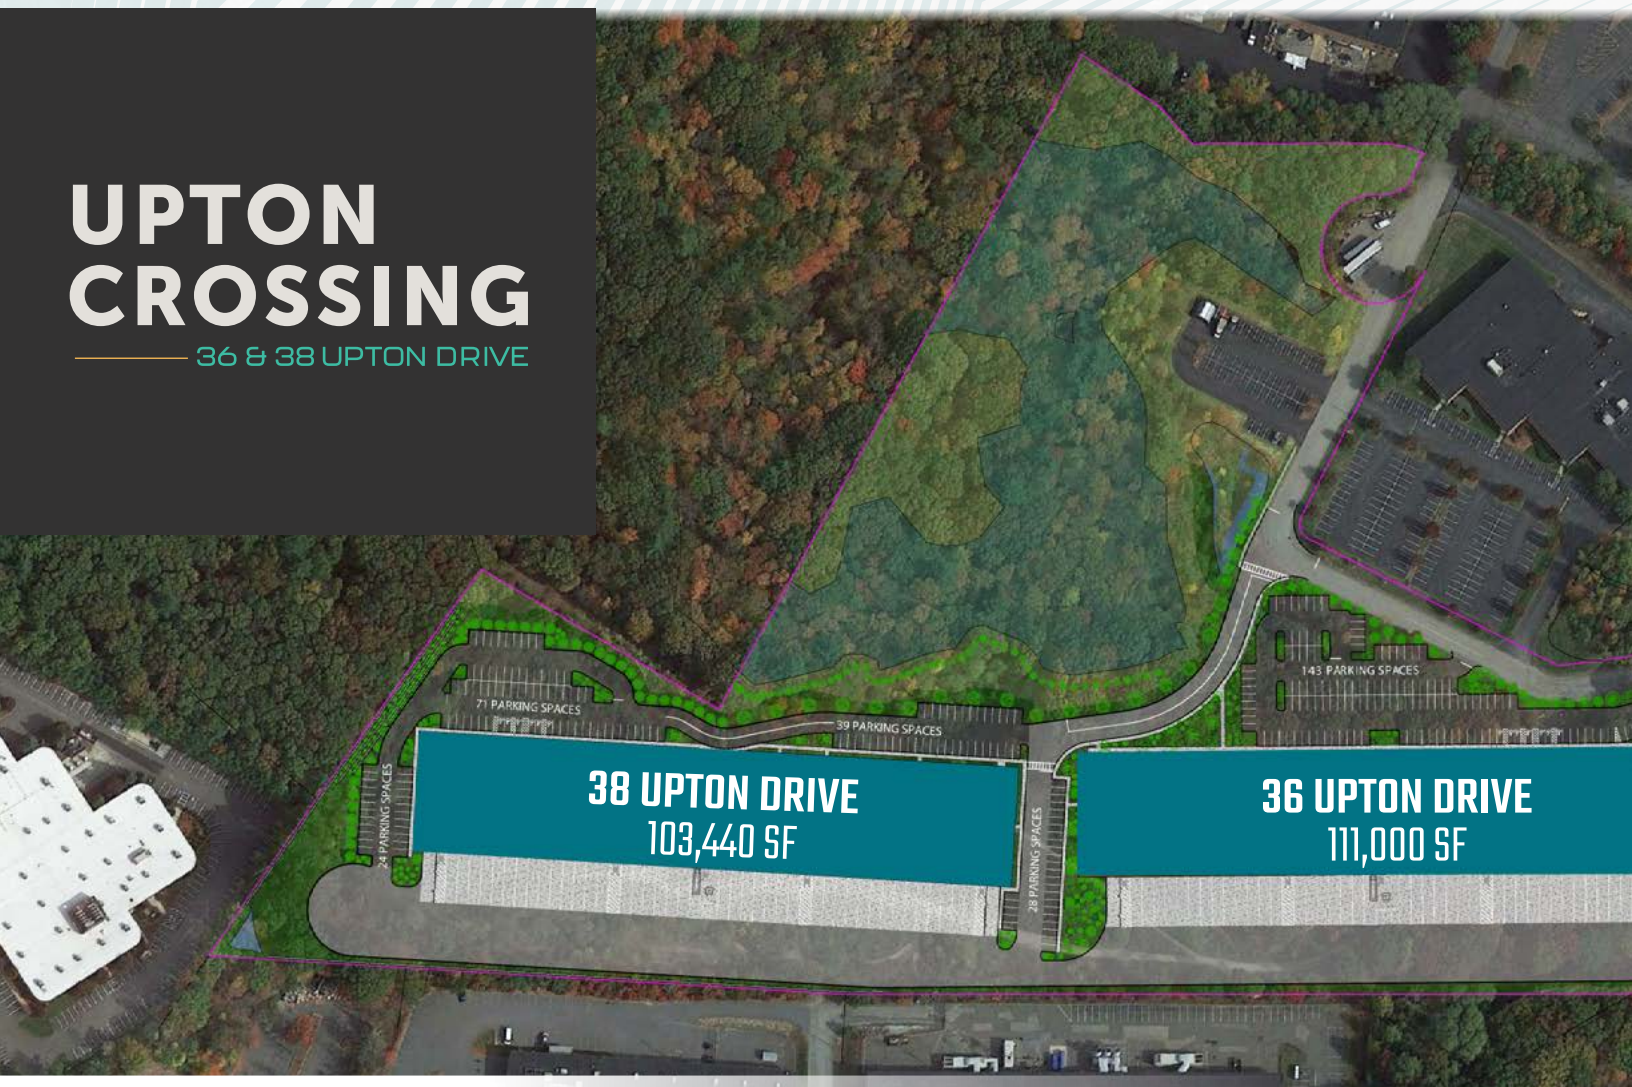 UPTON
CROSSING
36 & 38 UPTON DRIVE
143 PARKING SPACES
71 PARKING SPACES
39 PARKING SPACES
24 PARKING SPACES
28 PARKING SPACES
38 UPTON DRIVE
103,440 SF
36 UPTON DRIVE
111,000 SF